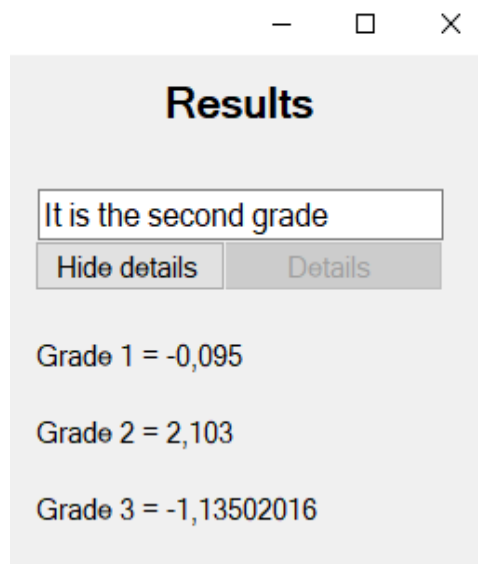 Results
It is the second grade
Hide details Details
Grade 1 = -0,095
Grade 2 = 2,103
Grade 3 = -1,13502016